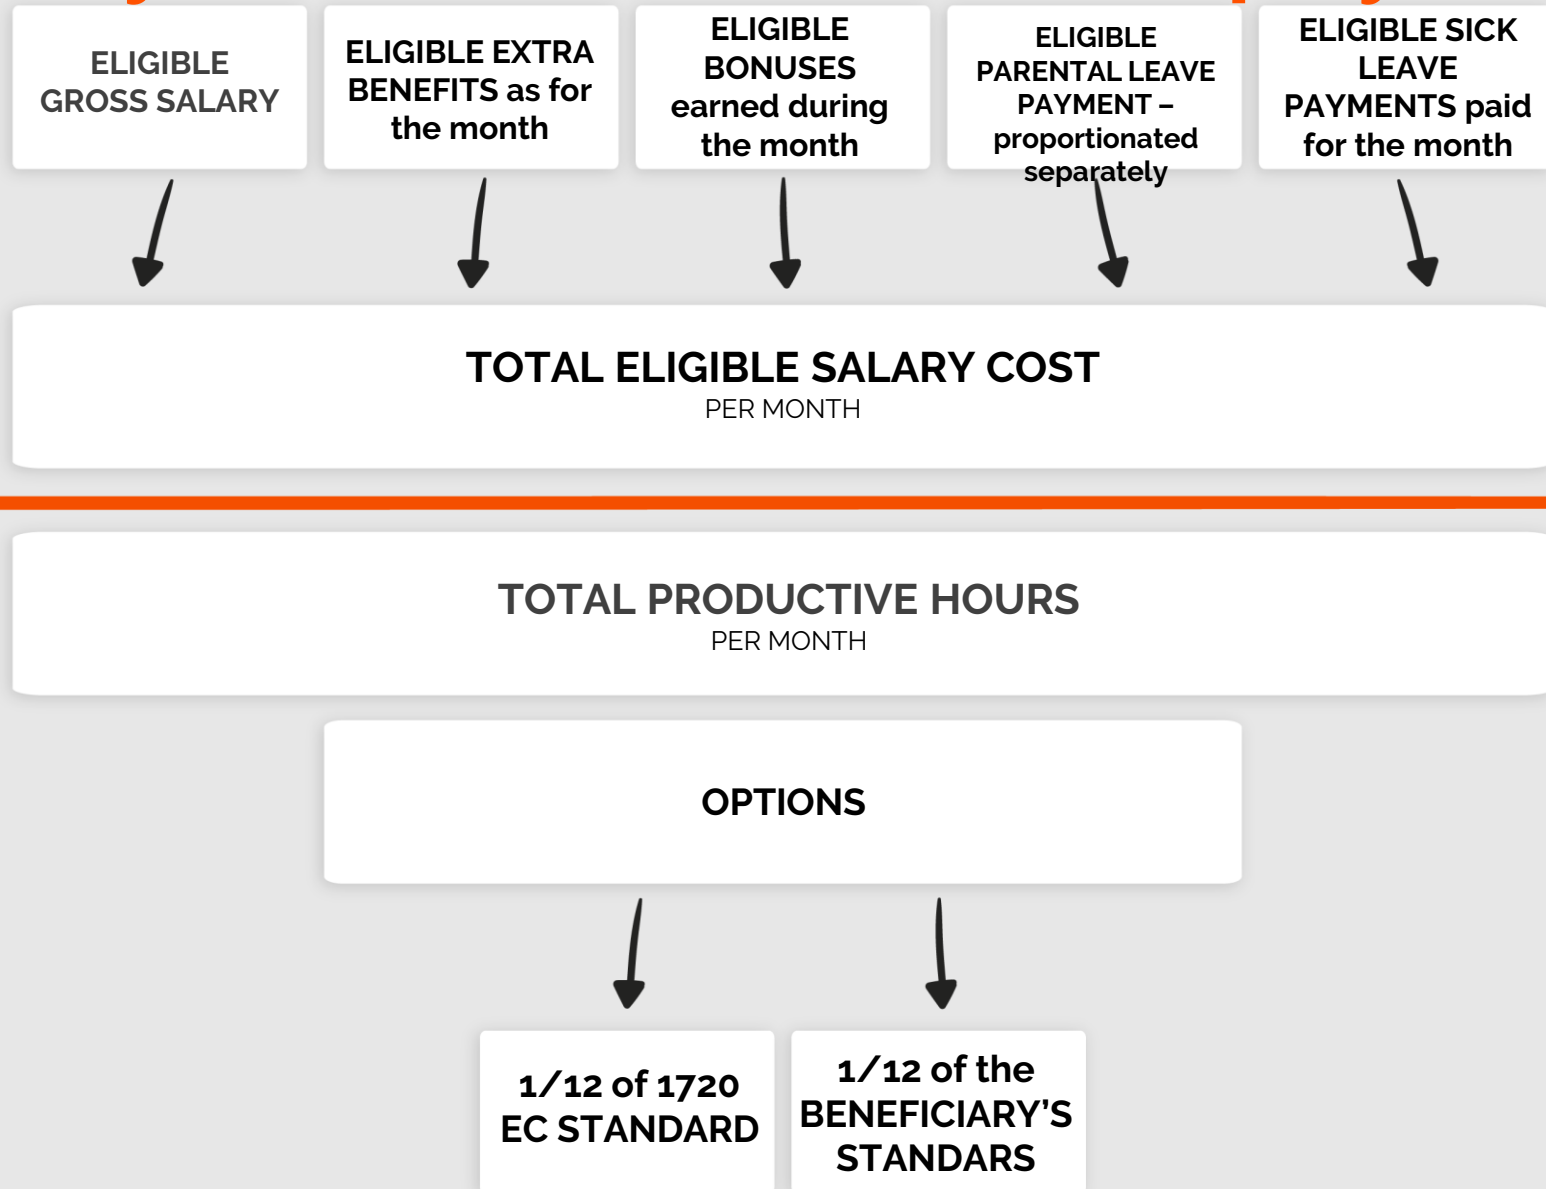 ELIGIBLE
GROSS SALARY
ELIGIBLE EXTRA
BENEFITS as for
the month
ELIGIBLE
BONUSES
earned during
the month
ELIGIBLE
PARENTAL LEAVE
PAYMENT –
proportionated
separately
ELIGIBLE SICK
LEAVE
PAYMENTS paid
for the month
TOTAL ELIGIBLE SALARY COST
PER MONTH
TOTAL PRODUCTIVE HOURS
PER MONTH
OPTIONS
1/12 of 1720
EC STANDARD
1/12 of the
BENEFICIARY’S
STANDARS